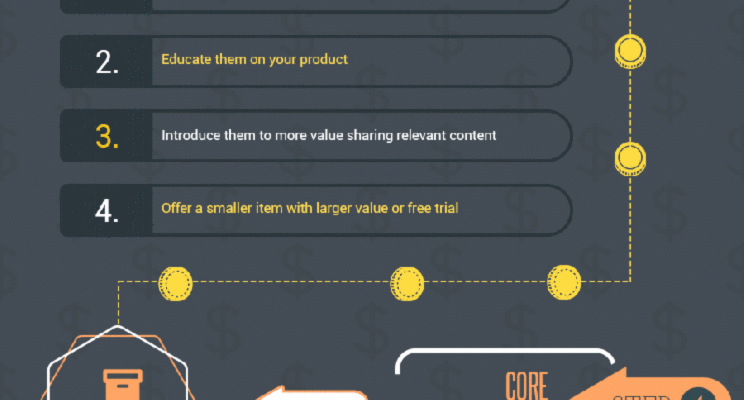 2.
Educate them on your product
3.
Introduce them to more value sharing relevant content
4.
Offer a smaller item with larger value or free trial
CORE